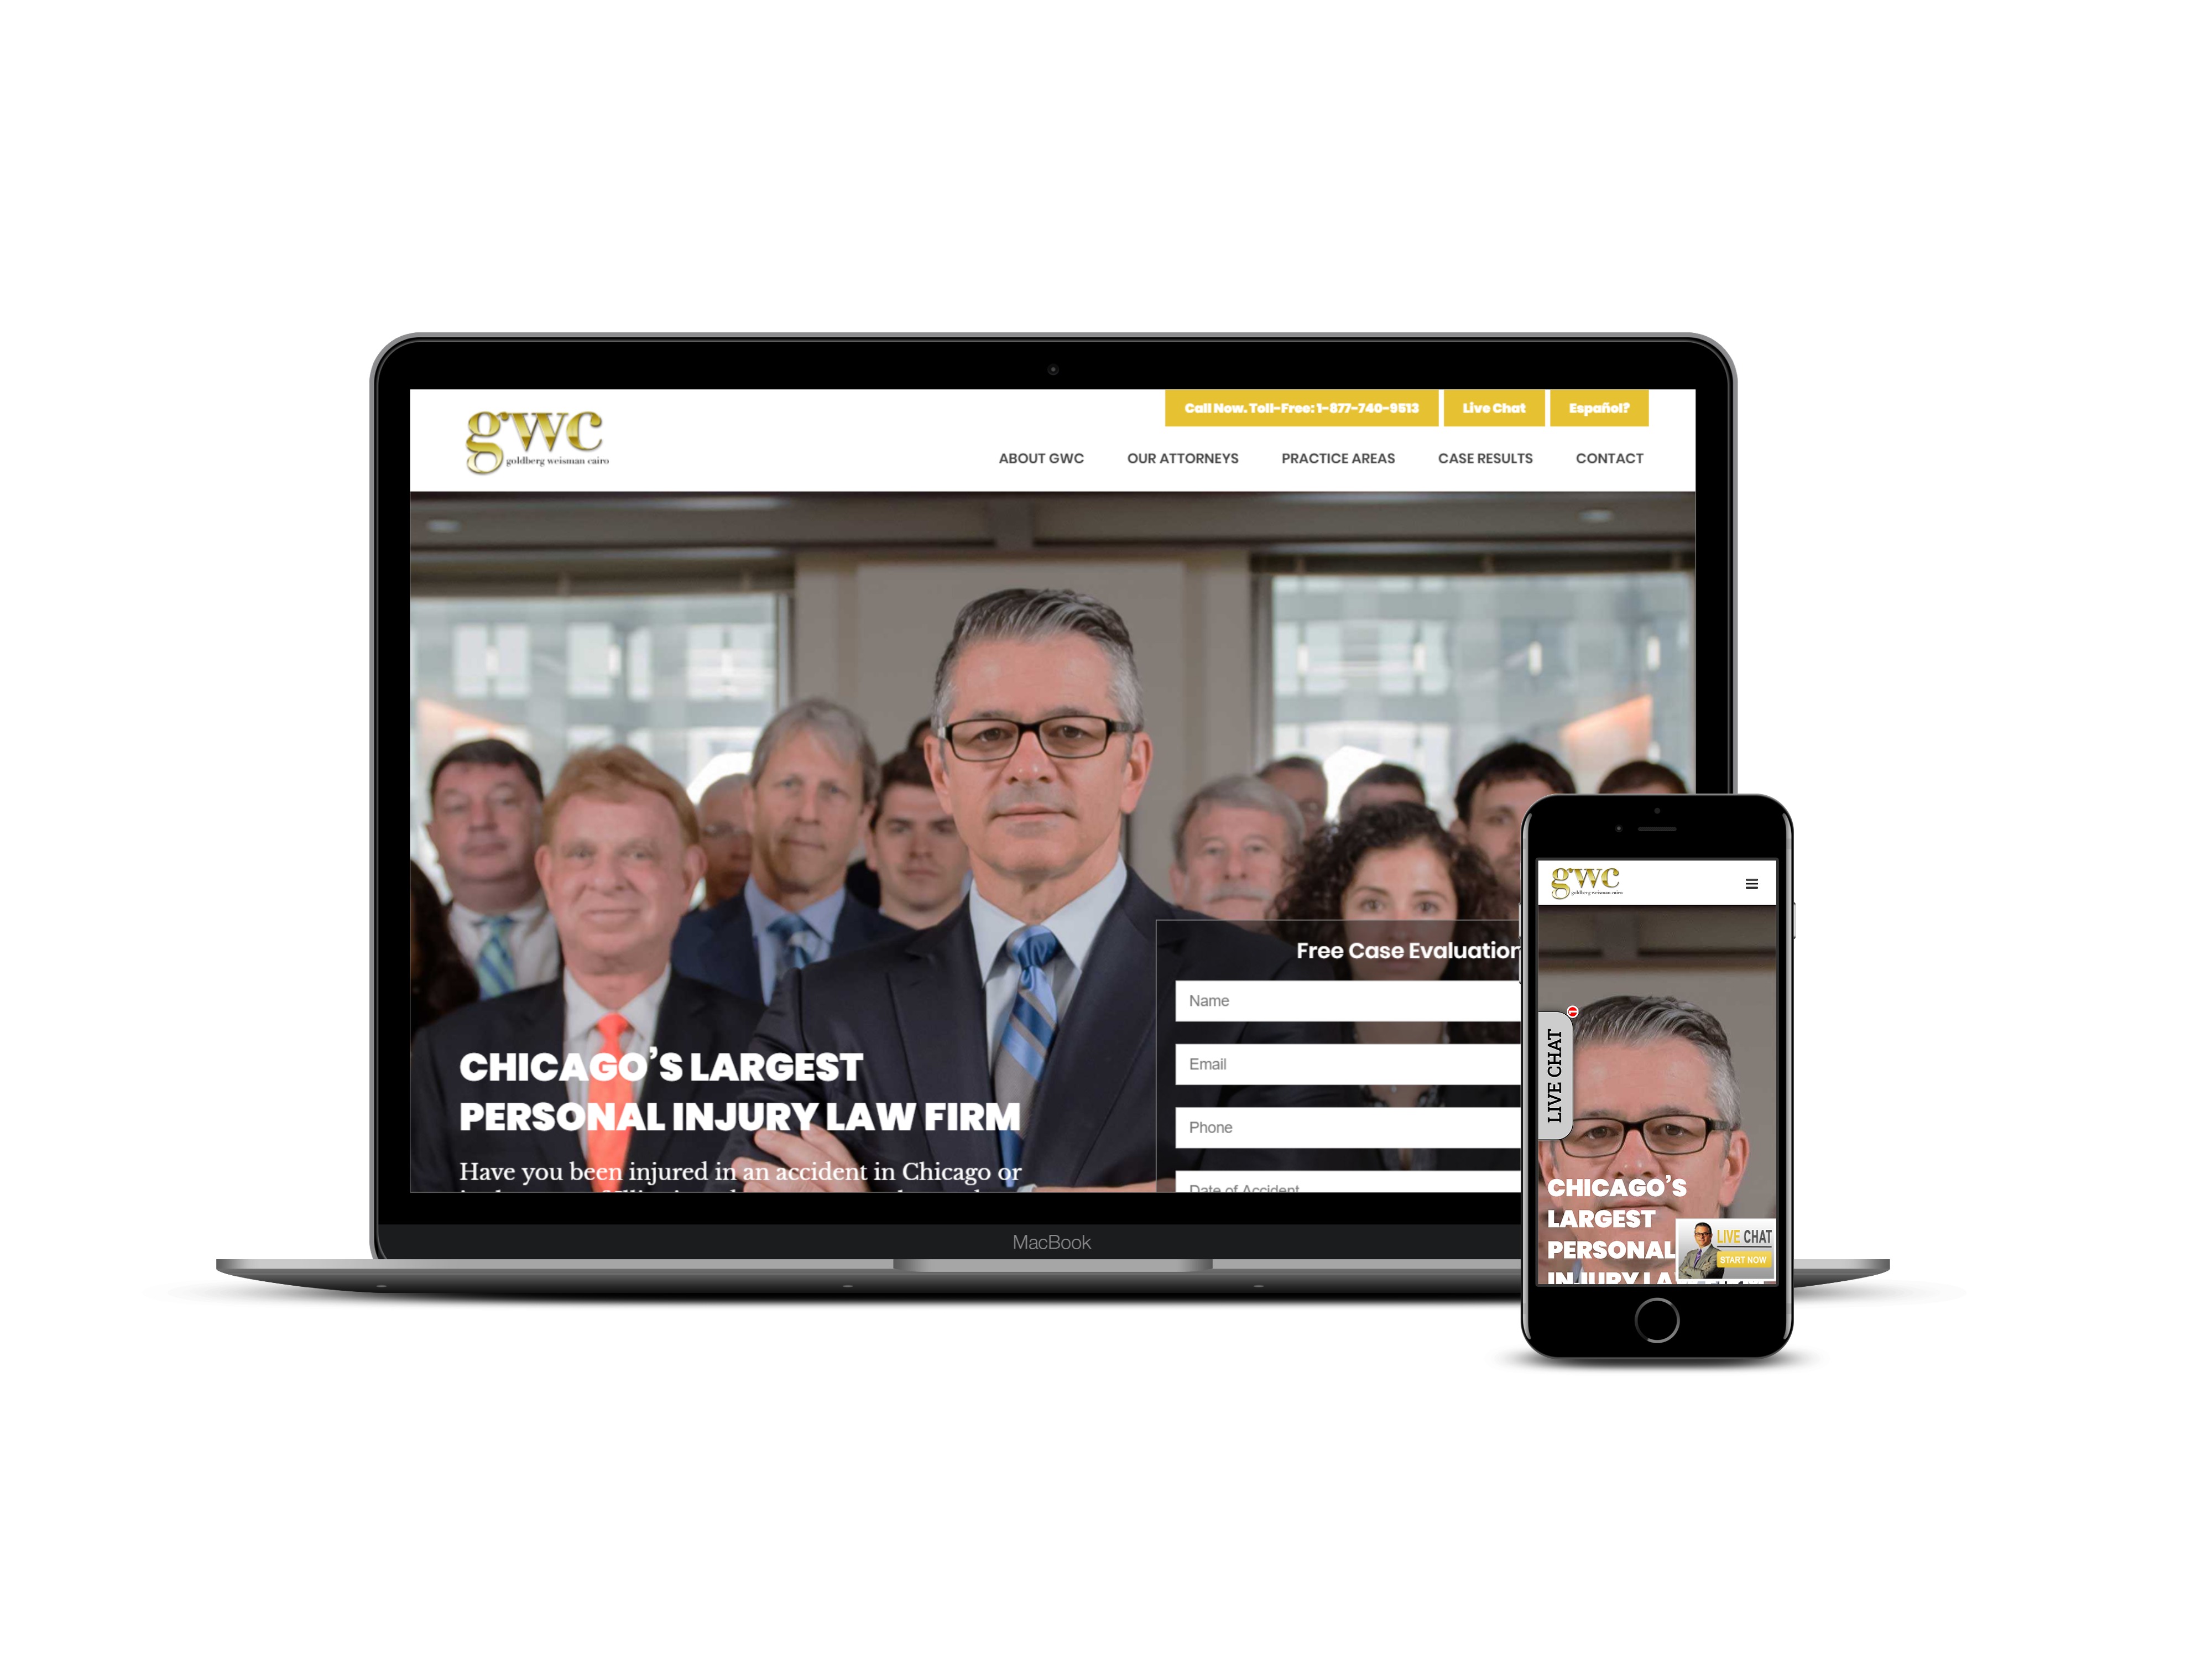 gwc
goldberg weisman cairo
Call Now. Toll-Free: 1-877-740-9513
Live Chat
Español?
ABOUT GWC
OUR ATTORNEYS
PRACTICE AREAS
CASE RESULTS
CONTACT
CHICAGO’S LARGEST
PERSONAL INJURY LAW FIRM
Have you been injured in an accident in Chicago or
Free Case Evaluation
Name
Email
Phone
Date of Accident
MacBook
gwc
goldberg weisman cairo
LIVE CHAT
CHICAGO’S
LARGEST
PERSONAL
INJURY LA
LIVE CHAT
START NOW